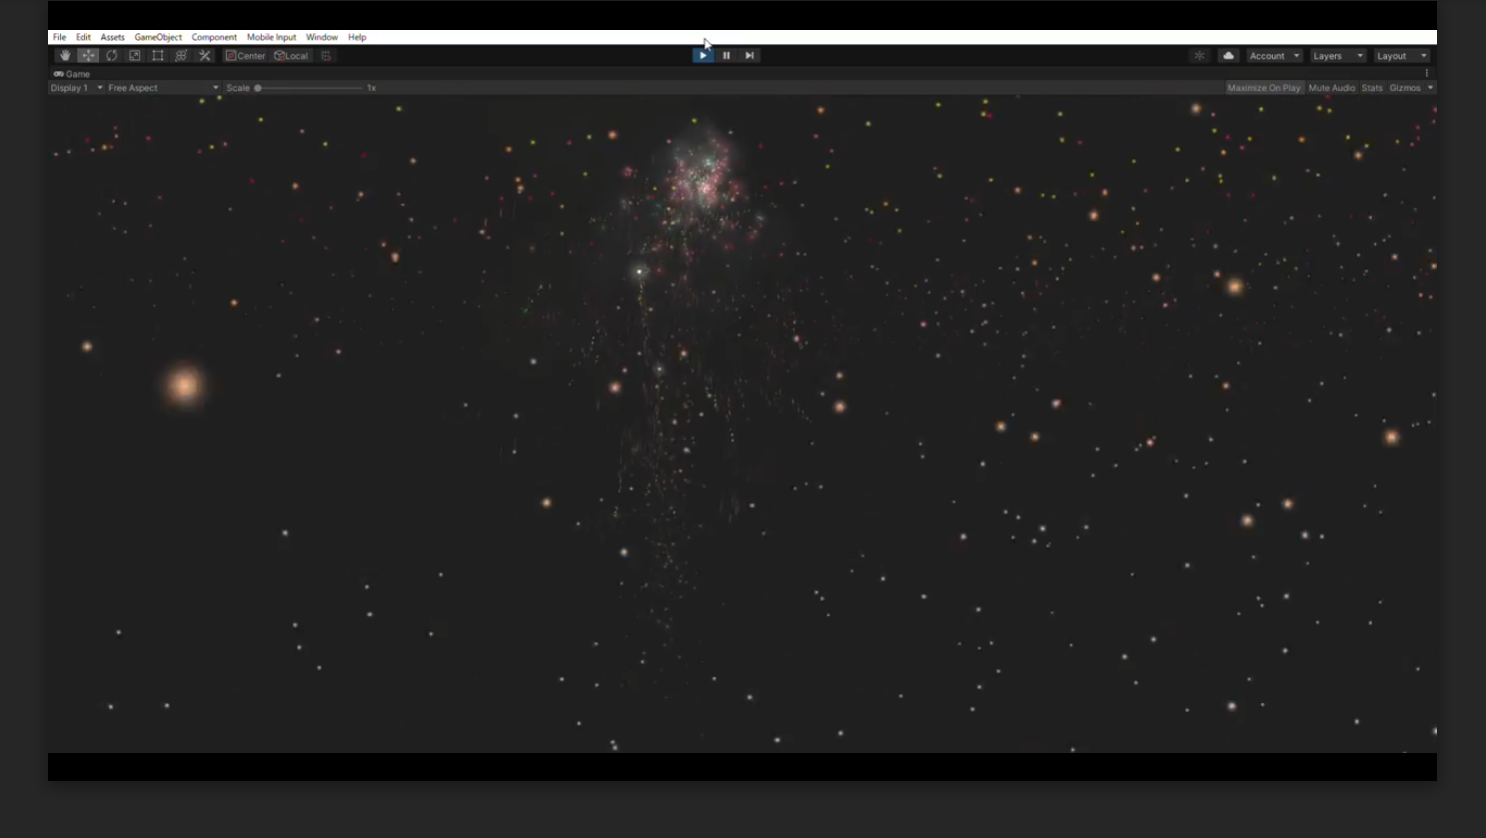 File Edit Assets GameObject Component Mobile Input Window Help
Center Local Account Layers Layout
Game
Display 1 Free Aspect Scale 1x Maximize On Play Mute Audio Stats Gizmos